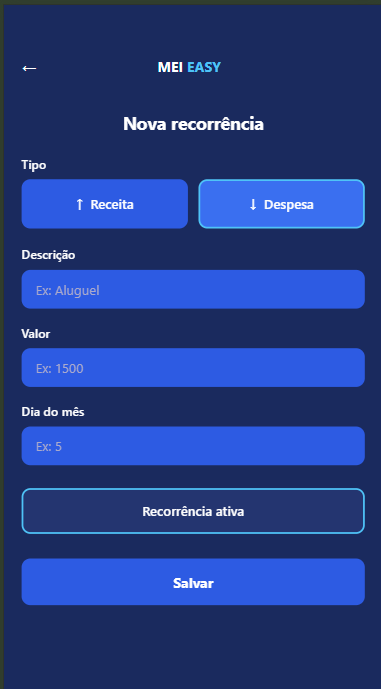 ← MEI EASY
Nova recorrência
Tipo
↑ Receita
↓ Despesa
Descrição
Ex: Aluguel
Valor
Ex: 1500
Dia do mês
Ex: 5
Recorrência ativa
Salvar